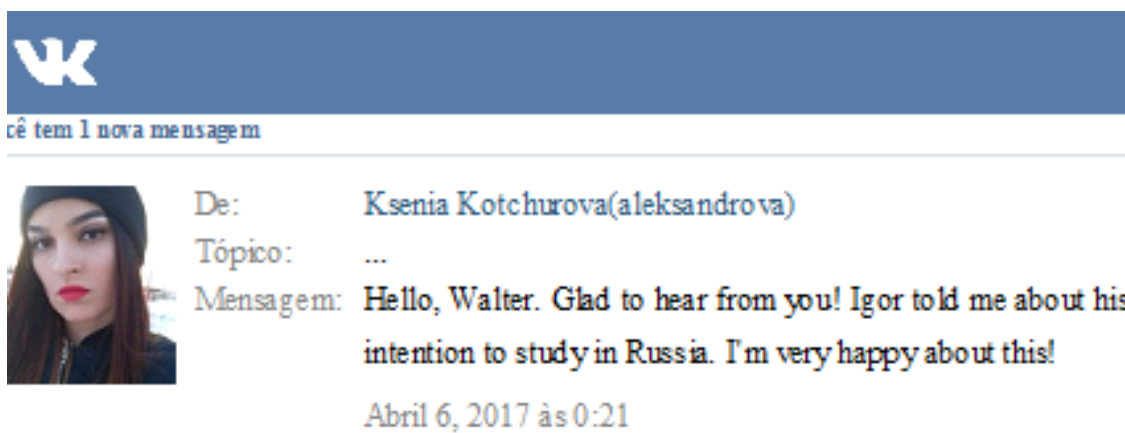 VK
cê tem 1 nova mensagem
De: Ksenia Kotchurova(aleksandrova)
Tópico: ...
Mensagem: Hello, Walter. Glad to hear from you! Igor told me about his
intention to study in Russia. I'm very happy about this!
Abril 6, 2017 às 0:21